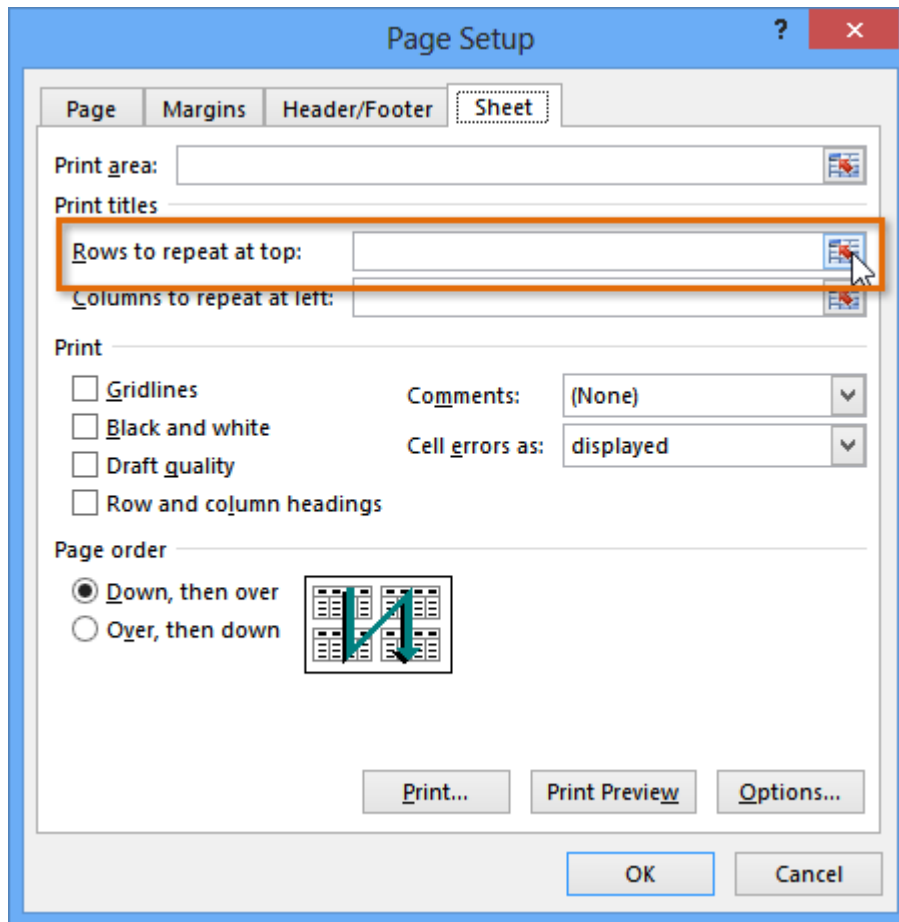 Page Setup ?
Page Margins Header/Footer Sheet
Print area:
Print titles
Rows to repeat at top:
Columns to repeat at left:
Print
Gridlines Comments: (None)
Black and white
Cell errors as: displayed
Draft quality
Row and column headings
Page order
Down, then over
Over, then down
Print... Print Preview Options...
OK Cancel